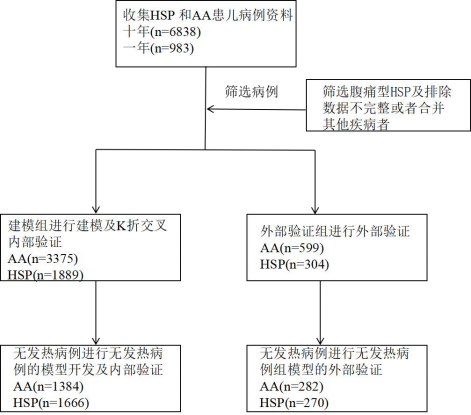 收集HSP 和AA患儿病例资料
十年(n=6838)
一年(n=983)
筛选病例
筛选腹痛型HSP及排除
数据不完整或者合并
其他疾病者
建模组进行建模及K折交叉
内部验证
AA(n=3375)
HSP(n=1889)
外部验证组进行外部验证
AA(n=599)
HSP(n=304)
无发热病例进行无发热病
例的模型开发及内部验证
AA(n=1384)
HSP(n=1666)
无发热病例进行无发热病
例组模型的外部验证
AA(n=282)
HSP(n=270)